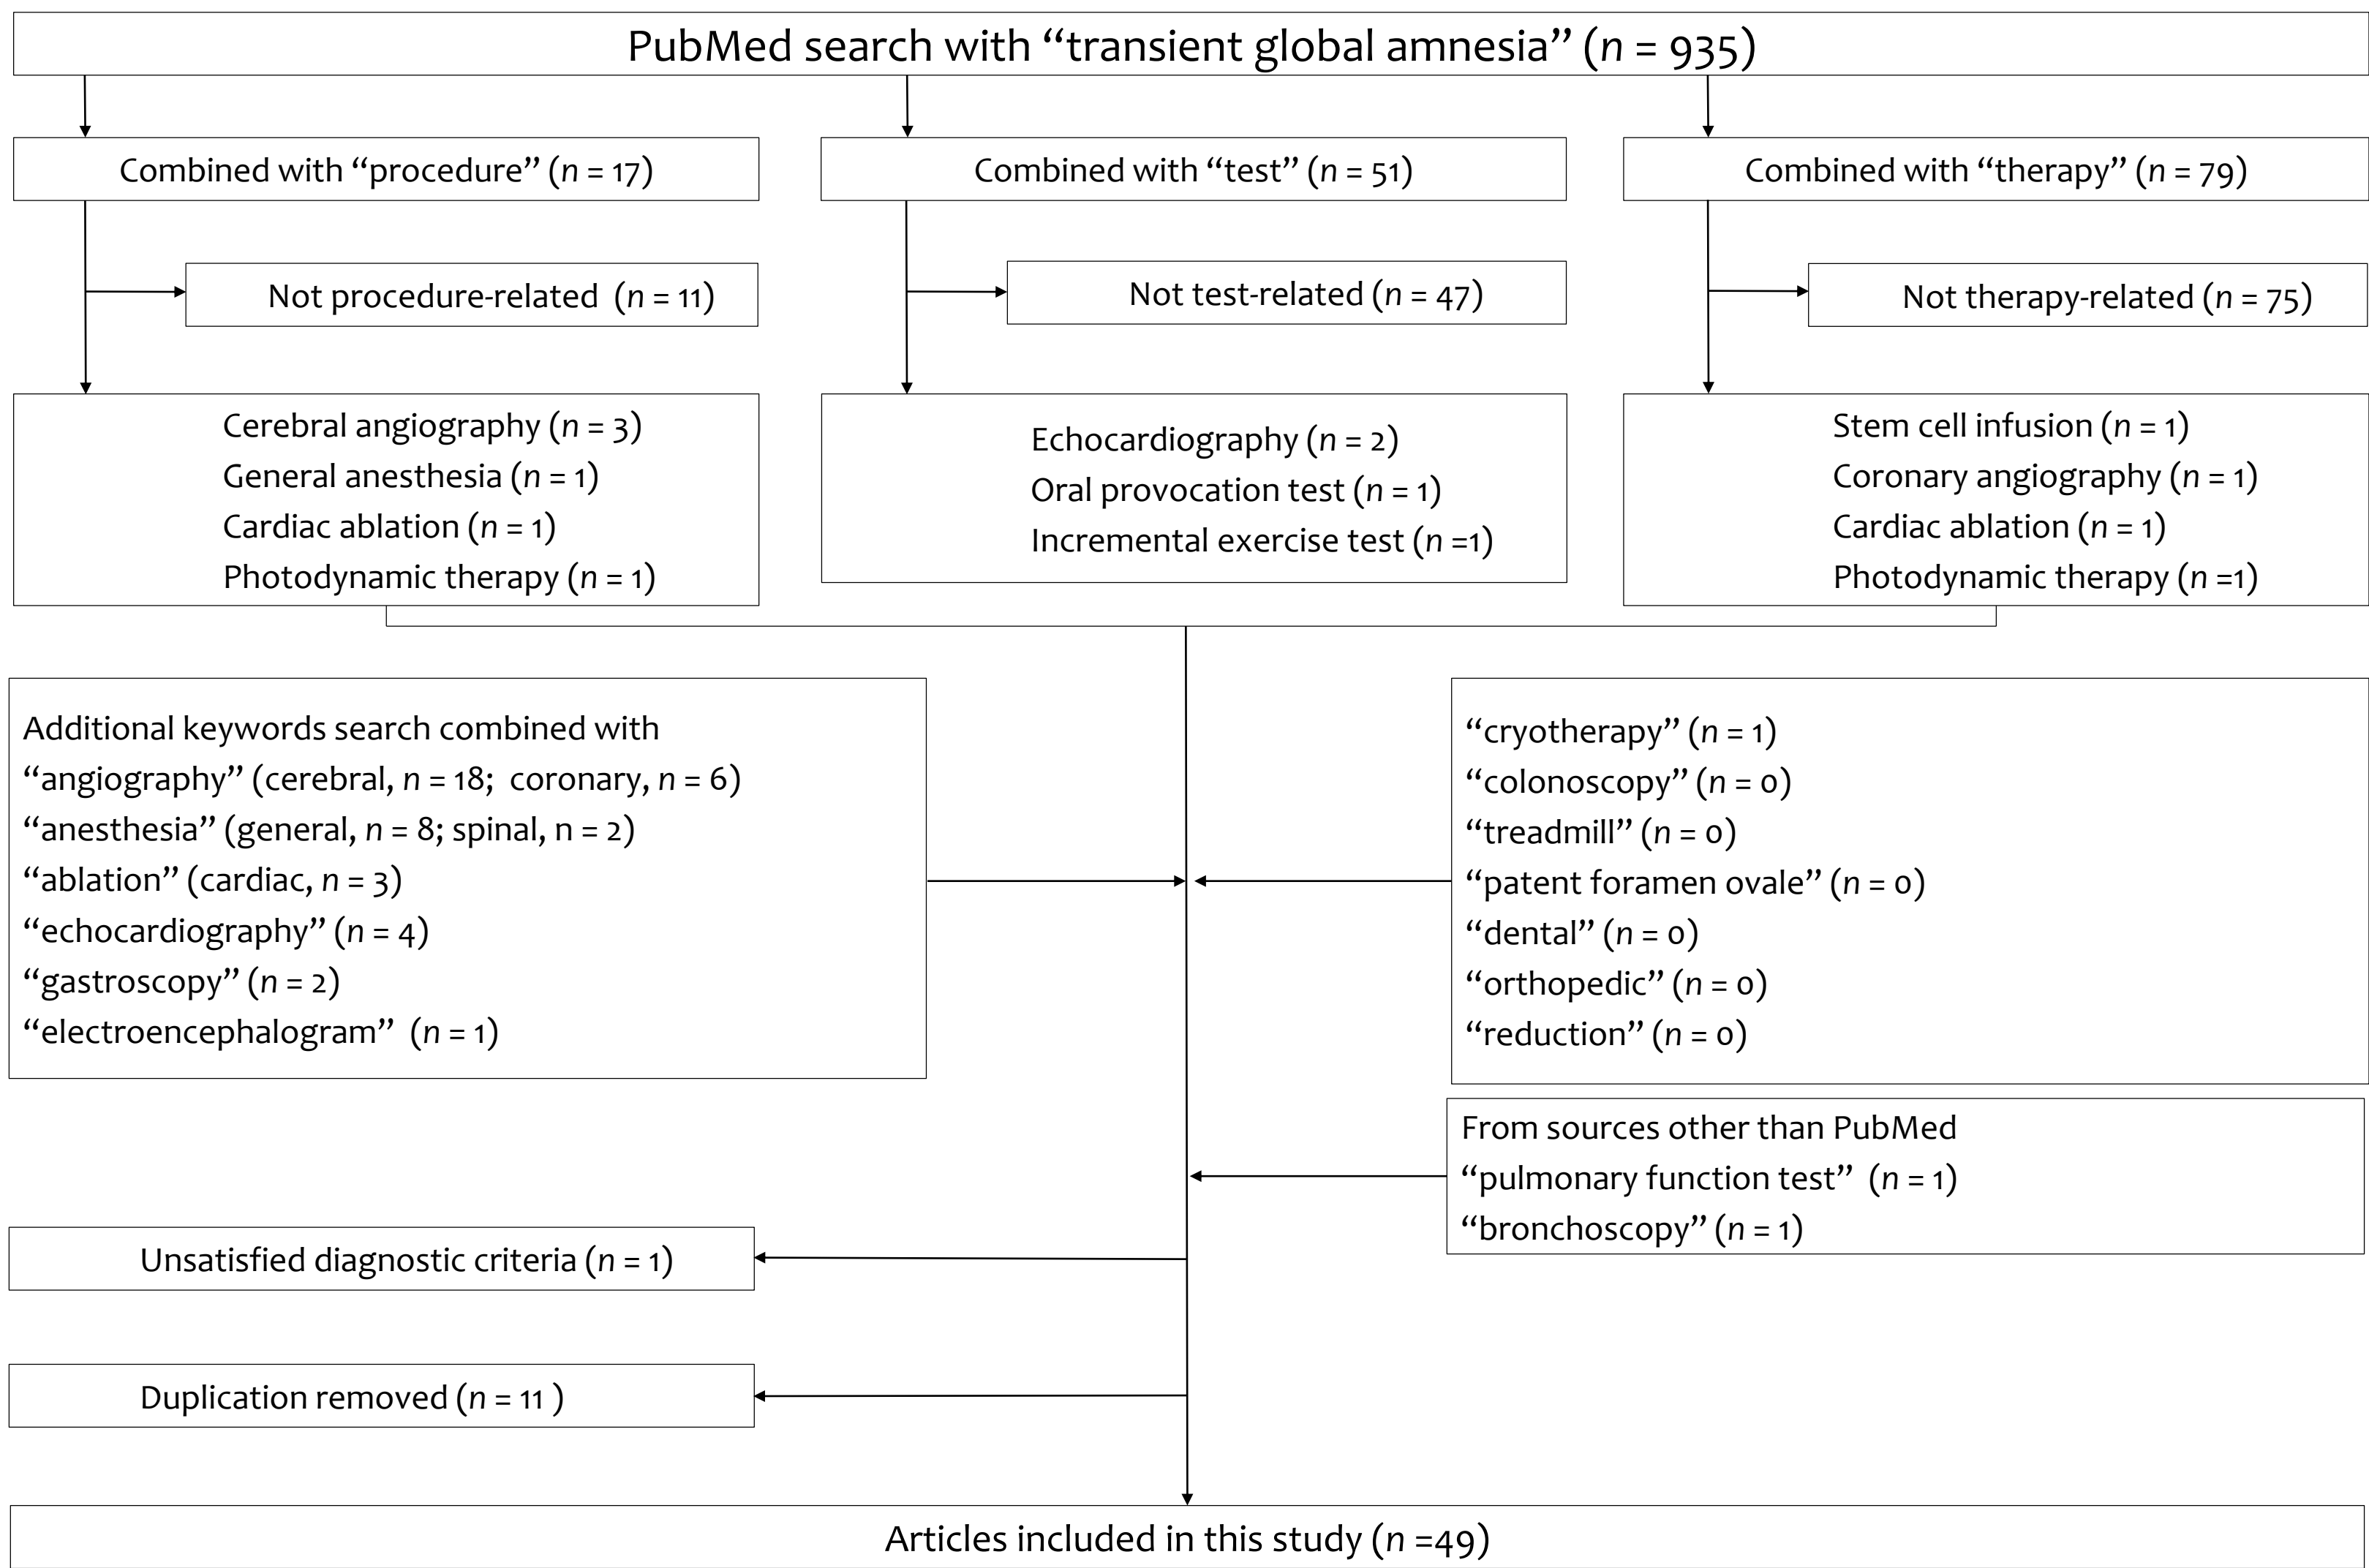 PubMed search with “transient global amnesia” (n = 935)
Combined with “procedure” (n = 17)
Combined with “test” (n = 51)
Combined with “therapy” (n = 79)
Not procedure-related (n = 11)
Not test-related (n = 47)
Not therapy-related (n = 75)
Cerebral angiography (n = 3)
General anesthesia (n = 1)
Cardiac ablation (n = 1)
Photodynamic therapy (n = 1)
Echocardiography (n = 2)
Oral provocation test (n = 1)
Incremental exercise test (n =1)
Stem cell infusion (n = 1)
Coronary angiography (n = 1)
Cardiac ablation (n = 1)
Photodynamic therapy (n =1)
Additional keywords search combined with
“angiography” (cerebral, n = 18; coronary, n = 6)
“anesthesia” (general, n = 8; spinal, n = 2)
“ablation” (cardiac, n = 3)
“echocardiography” (n = 4)
“gastroscopy” (n = 2)
“electroencephalogram” (n = 1)
“cryotherapy” (n = 1)
“colonoscopy” (n = 0)
“treadmill” (n = 0)
“patent foramen ovale” (n = 0)
“dental” (n = 0)
“orthopedic” (n = 0)
“reduction” (n = 0)
From sources other than PubMed
“pulmonary function test” (n = 1)
“bronchoscopy” (n = 1)
Unsatisfied diagnostic criteria (n = 1)
Duplication removed (n = 11 )
Articles included in this study (n =49)